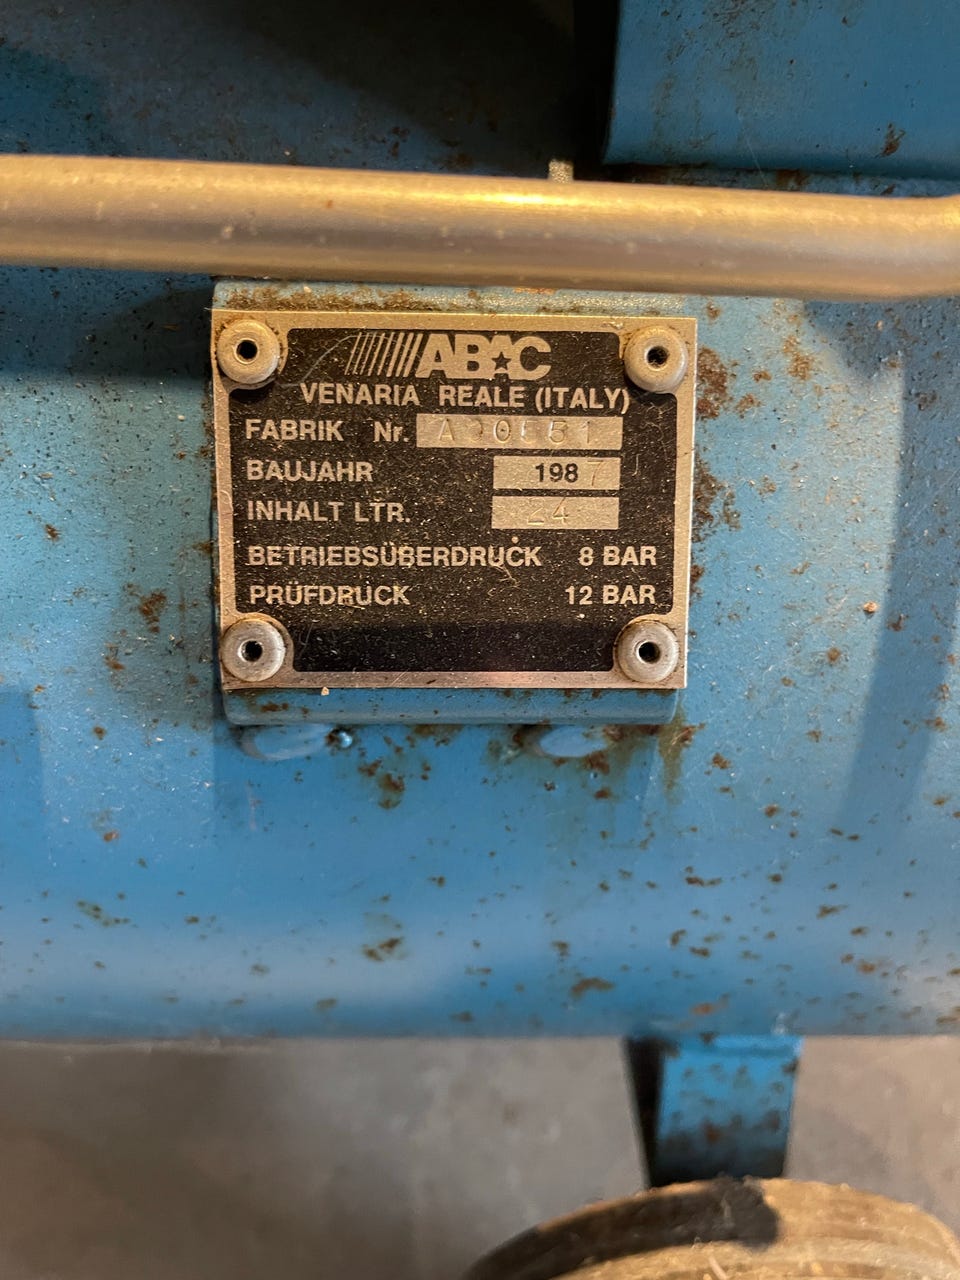 ABAC
VENARIA REALE (ITALY)
FABRIK Nr.
BAUJAHR 1987
INHALT LTR. 24
BETRIEBSÜBERDRUCK 8 BAR
PRÜFDRUCK 12 BAR